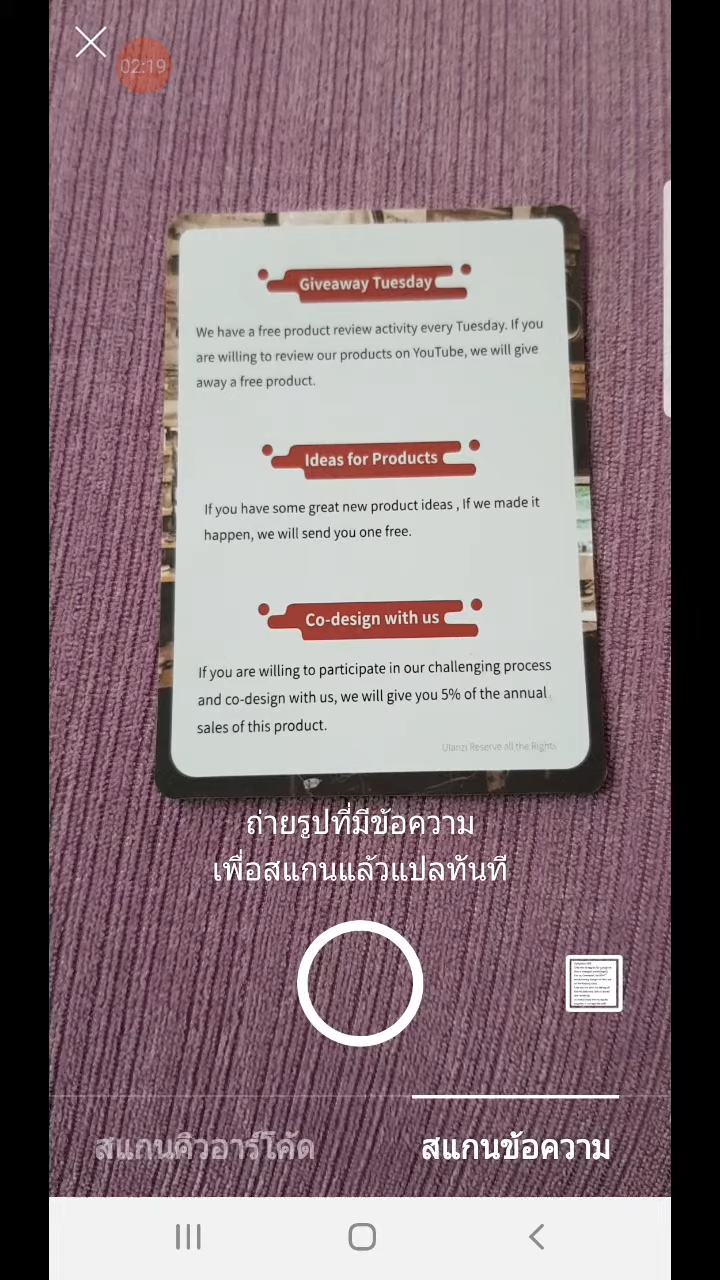 02:19
Giveaway Tuesday
We have a free product review activity every Tuesday. If you
are willing to review our products on YouTube, we will give
away a free product.
Ideas for Products
If you have some great new product ideas , If we made it
happen, we will send you one free.
Co-design with us
If you are willing to participate in our challenging process
and co-design with us, we will give you 5% of the annual
sales of this product.
Ulanzi Reserve all the Rights
ถ่ายรูปที่มีข้อความ
เพื่อสแกนแล้วแปลทันที
สแกนคิวอาร์โค้ด
สแกนข้อความ